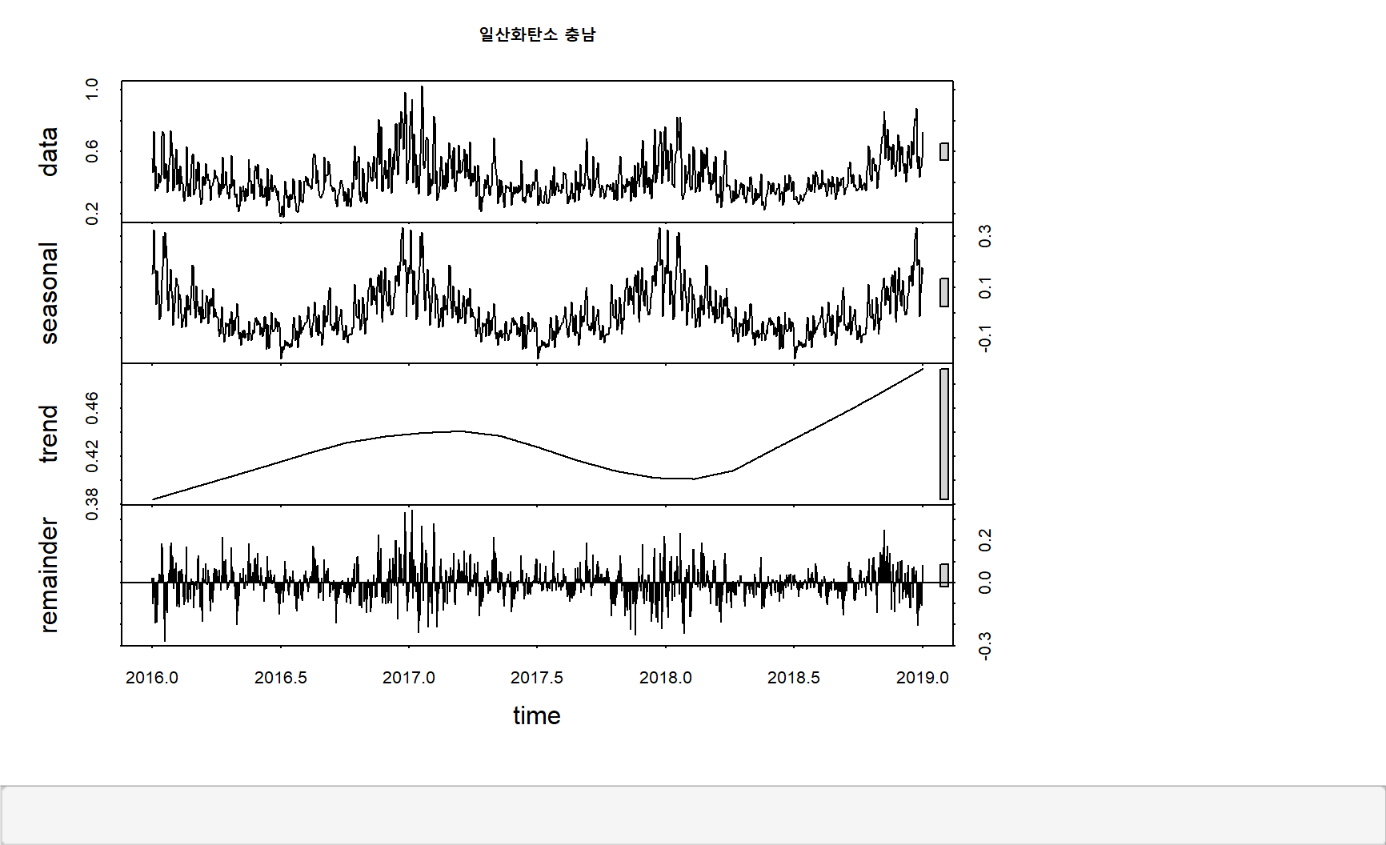 일산화탄소 충남
data
0.2 0.6 1.0
seasonal
-0.1 0.1 0.3
trend
0.38 0.42 0.46
remainder
-0.3 0.0 0.2
2016.0 2016.5 2017.0 2017.5 2018.0 2018.5 2019.0
time